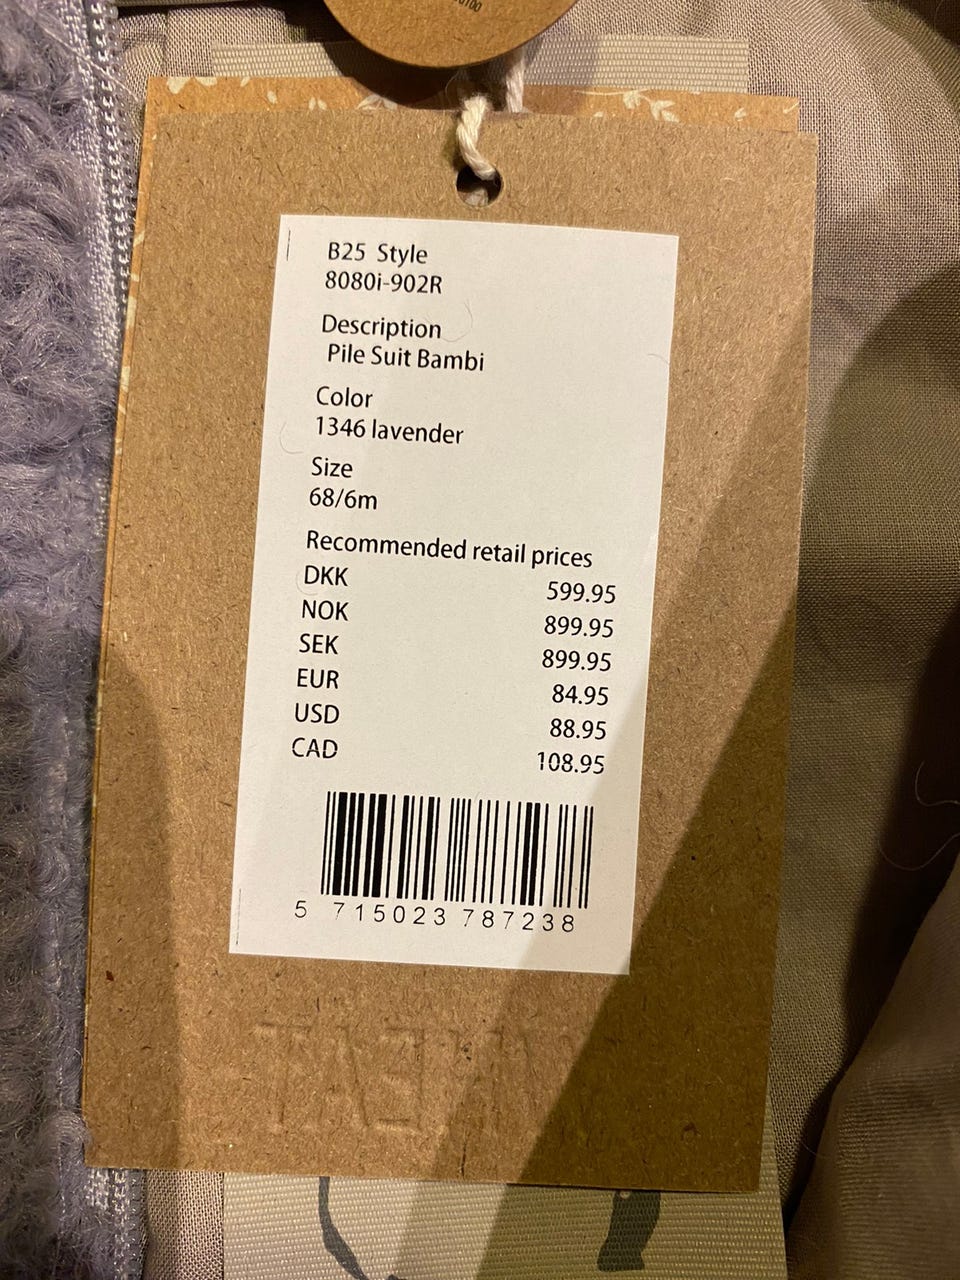 B25 Style
8080i-902R
Description
Pile Suit Bambi
Color
1346 lavender
Size
68/6m
Recommended retail prices
DKK 599.95
NOK 899.95
SEK 899.95
EUR 84.95
USD 88.95
CAD 108.95
5 715023 787238